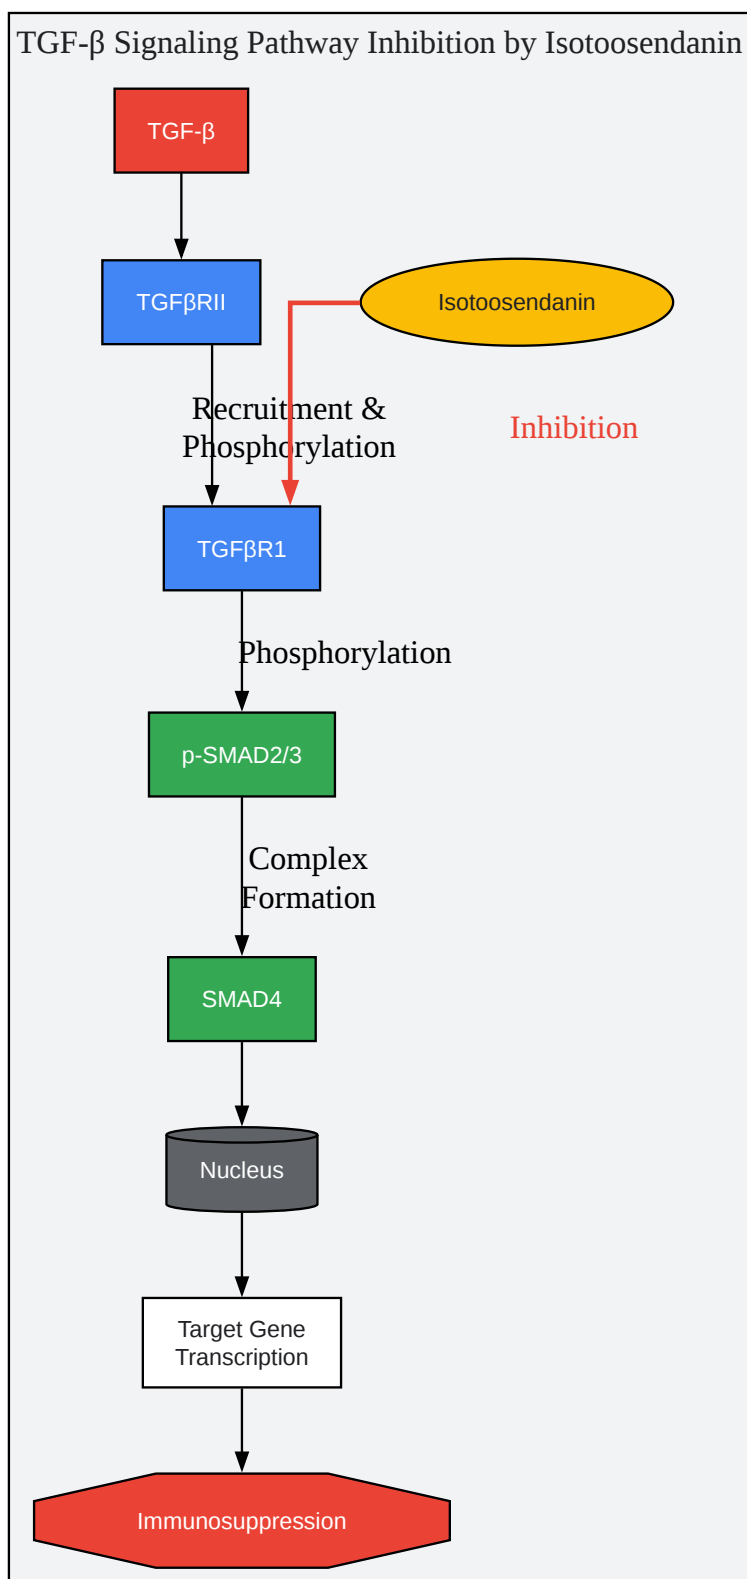 TGF-β Signaling Pathway Inhibition by Isotoosendanin
TGF-β
TGFβRII
Isotoosendanin
Recruitment &
Phosphorylation
Inhibition
TGFβR1
Phosphorylation
p-SMAD2/3
Complex
Formation
SMAD4
Nucleus
Target Gene
Transcription
Immunosuppression